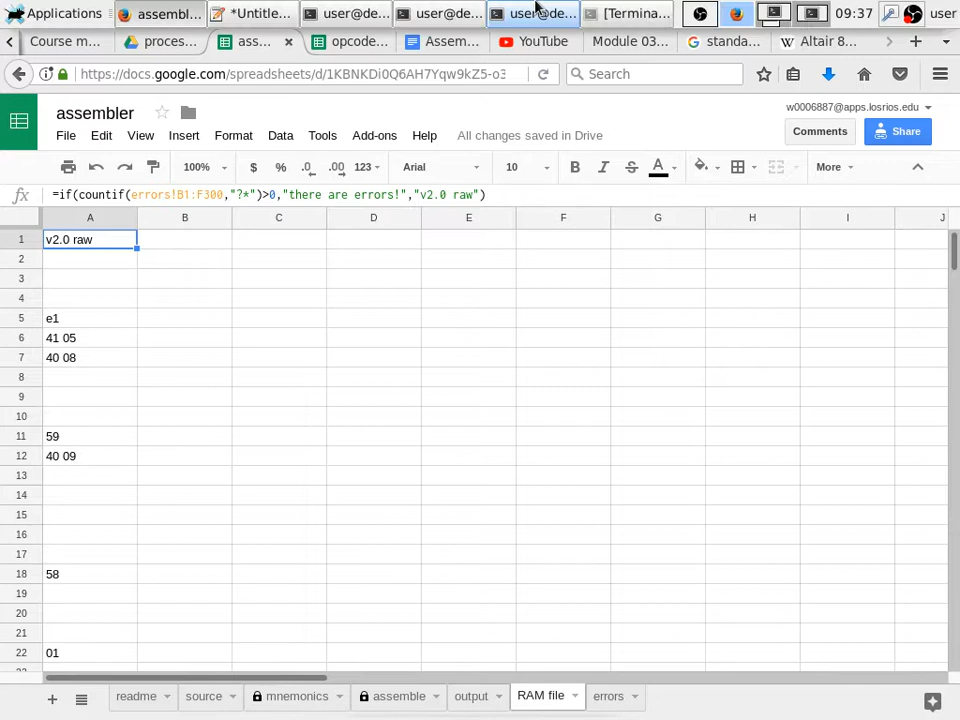 Applications assembl... *Untitle... user@de... user@de... user@de... [Termina... 09:37 user
Course m... proces... ass... opcode... Assem... YouTube Module 03... standa... Altair 8...
https://docs.google.com/spreadsheets/d/1KBNKDi0Q6AH7Yqw9kZ5-o3 Search
assembler w0006887@apps.losrios.edu
File Edit View Insert Format Data Tools Add-ons Help All changes saved in Drive Comments Share
100% $ % .0 .00 123 Arial 10 B I A More
fx =if(countif(errors!B1:F300,"?*")>0,"there are errors!","v2.0 raw")
A B C D E F G H I J
1 v2.0 raw
2
3
4
5 e1
6 41 05
7 40 08
8
9
10
11 59
12 40 09
13
14
15
16
17
18 58
19
20
21
22 01
readme source mnemonics assemble output RAM file errors